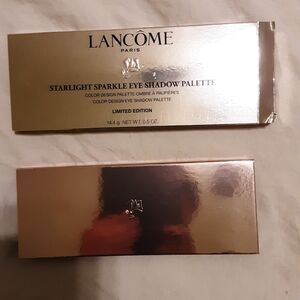 LANCÔME
PARIS
STARLIGHT SPARKLE EYE SHADOW PALETTE
COLOR DESIGN PALETTE OMBRE À PAUPIÈRES
COLOR DESIGN EYE SHADOW PALETTE
LIMITED EDITION
14.4 g NET WT. 0.5 OZ.